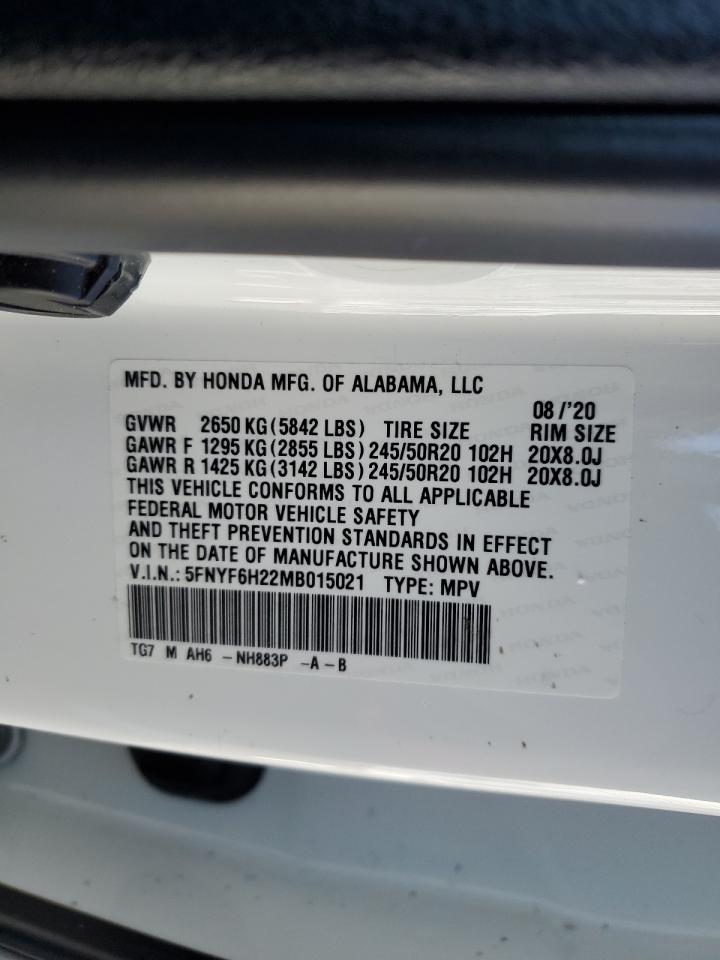 MFD. BY HONDA MFG. OF ALABAMA, LLC
08/'20
GVWR 2650 KG(5842 LBS) TIRE SIZE RIM SIZE
GAWR F 1295 KG(2855 LBS)245/50R20 102H 20X8.0J
GAWR R 1425 KG(3142 LBS)245/50R20 102H 20X8.0J
THIS VEHICLE CONFORMS TO ALL APPLICABLE
FEDERAL MOTOR VEHICLE SAFETY
AND THEFT PREVENTION STANDARDS IN EFFECT
ON THE DATE OF MANUFACTURE SHOWN ABOVE.
V.I.N.: 5FNYF6H22MB015021 TYPE: MPV
TG7 M AH6 -NH883P -A-B